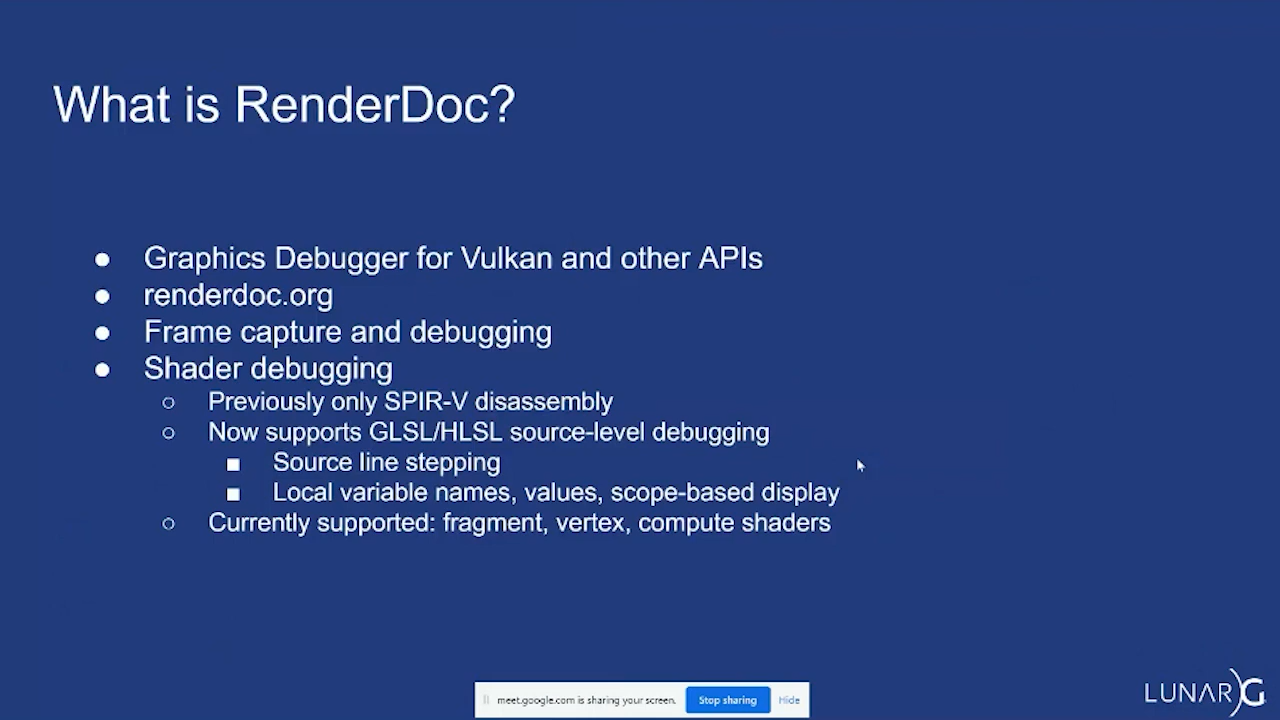 What is RenderDoc?
● Graphics Debugger for Vulkan and other APIs
● renderdoc.org
● Frame capture and debugging
● Shader debugging
○ Previously only SPIR-V disassembly
○ Now supports GLSL/HLSL source-level debugging
■ Source line stepping
■ Local variable names, values, scope-based display
○ Currently supported: fragment, vertex, compute shaders
meet.google.com is sharing your screen. Stop sharing Hide
LUNAR)G